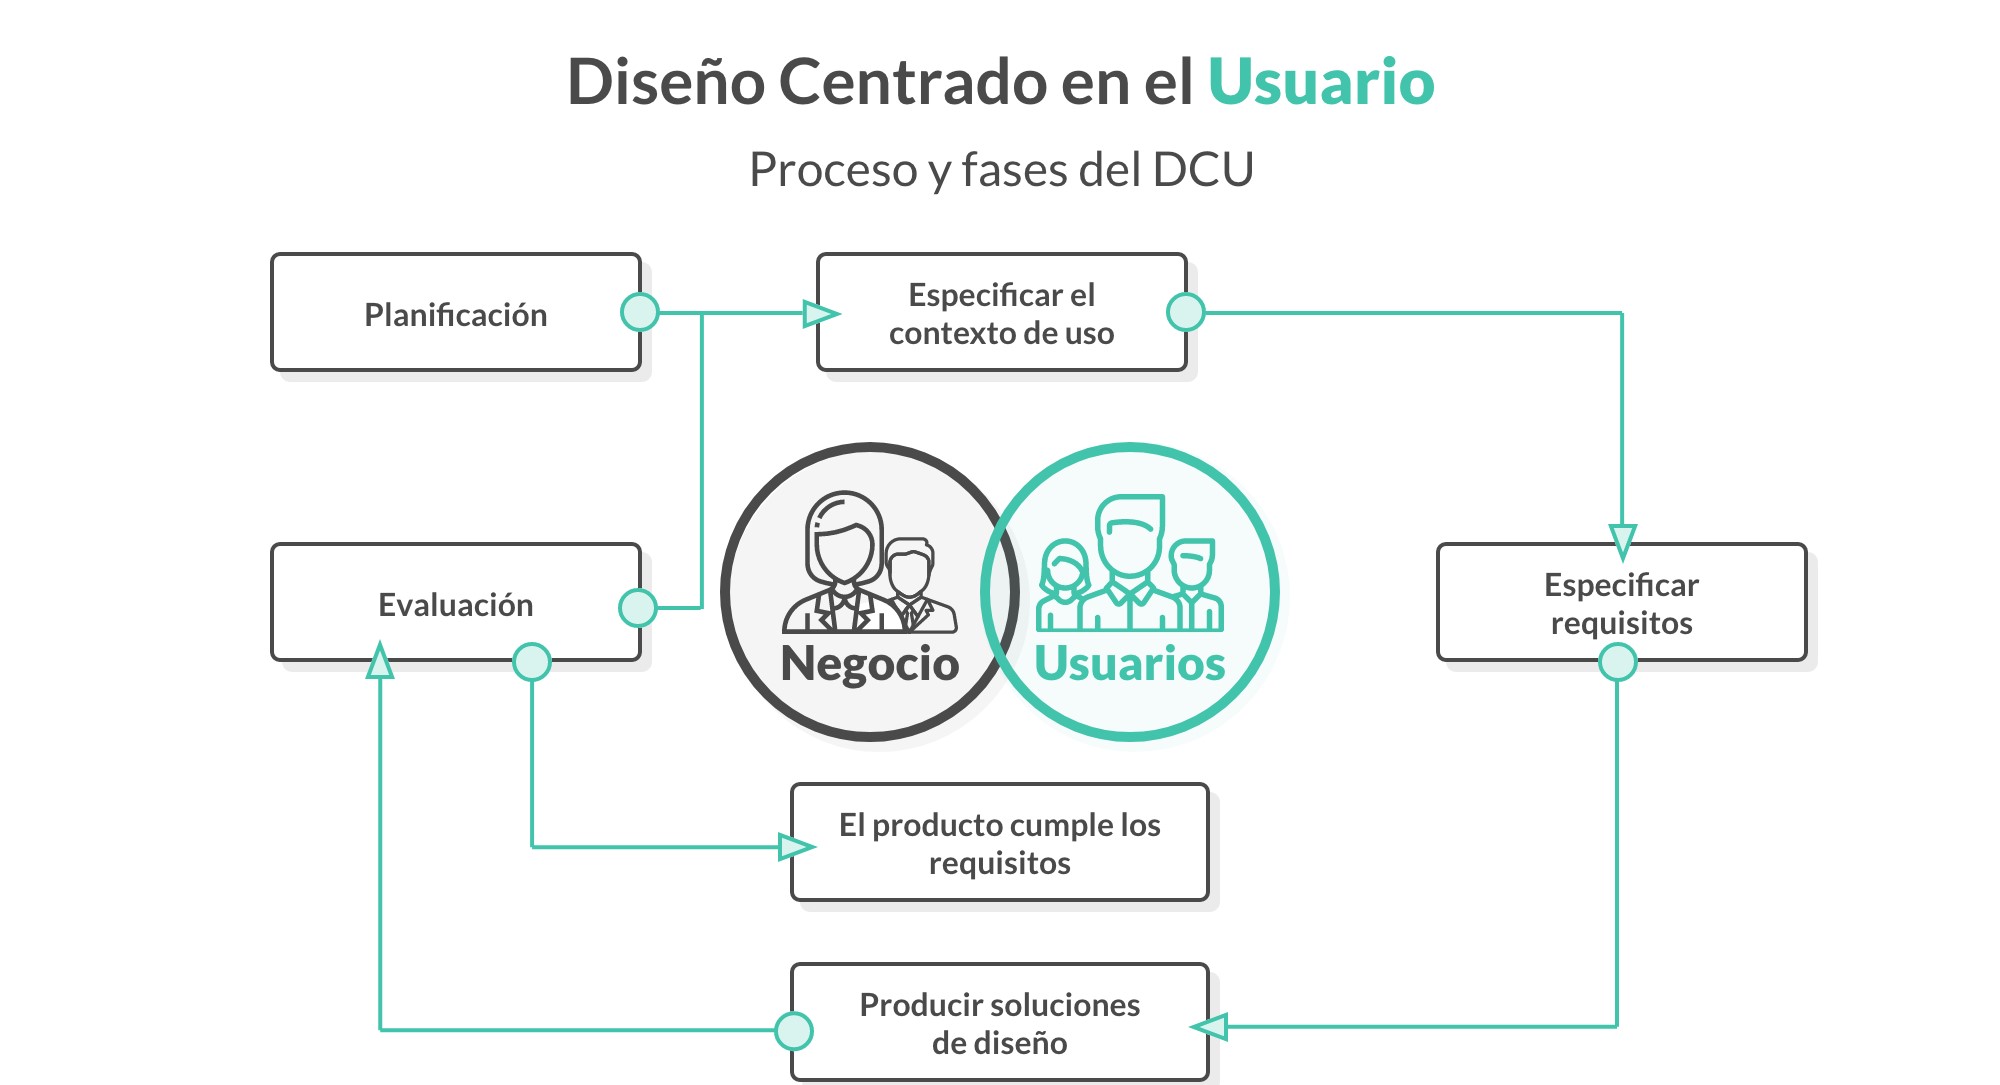 Diseño Centrado en el Usuario
Proceso y fases del DCU
Planificación
Especificar el
contexto de uso
Evaluación
Negocio
Usuarios
Especificar
requisitos
El producto cumple los
requisitos
Producir soluciones
de diseño